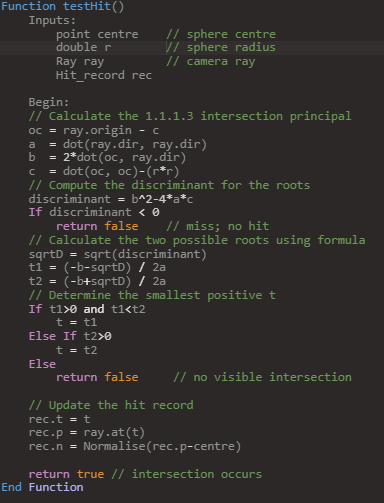 Function testHit()
    Inputs:
        point centre    // sphere centre
        double r        // sphere radius
        Ray ray         // camera ray
        Hit_record rec

    Begin:
    // Calculate the 1.1.1.3 intersection principal
    oc = ray.origin - c
    a  = dot(ray.dir, ray.dir)
    b  = 2*dot(oc, ray.dir)
    c  = dot(oc, oc)-(r*r)
    // Compute the discriminant for the roots
    discriminant = b^2-4*a*c
    If discriminant < 0
        return false    // miss; no hit
    // Calculate the two possible roots using formula
    sqrtD = sqrt(discriminant)
    t1 = (-b-sqrtD) / 2a
    t2 = (-b+sqrtD) / 2a
    // Determine the smallest positive t
    If t1>0 and t1<t2
        t = t1
    Else If t2>0
        t = t2
    Else
        return false     // no visible intersection

    // Update the hit record
    rec.t = t
    rec.p = ray.at(t)
    rec.n = Normalise(rec.p-centre)

    return true // intersection occurs
End Function